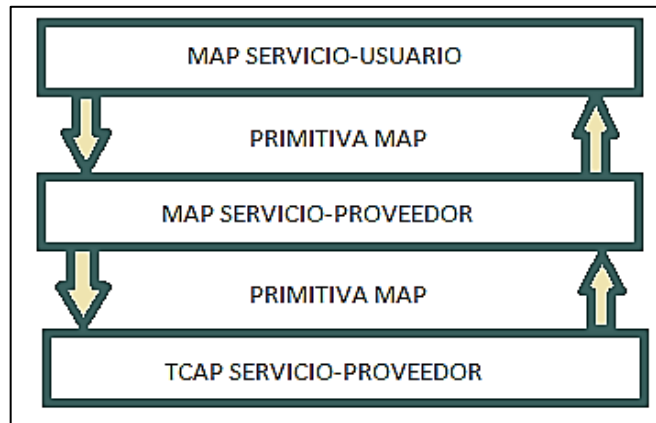 MAP SERVICIO-USUARIO
PRIMITIVA MAP
MAP SERVICIO-PROVEEDOR
PRIMITIVA MAP
TCAP SERVICIO-PROVEEDOR